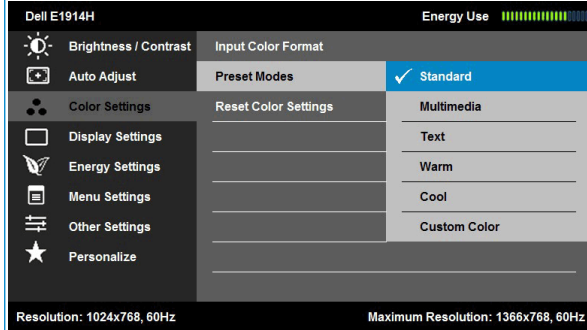 Dell E1914H Energy Use
Brightness / Contrast Input Color Format
Auto Adjust Preset Modes Standard
Color Settings Reset Color Settings Multimedia
Display Settings Text
Energy Settings Warm
Menu Settings Cool
Other Settings Custom Color
Personalize
Resolution: 1024x768, 60Hz Maximum Resolution: 1366x768, 60Hz